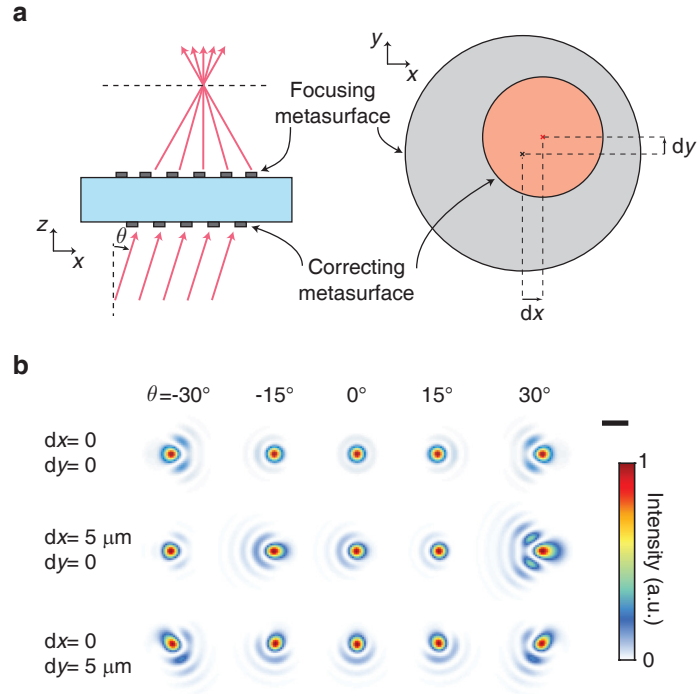 a
Focusing
metasurface
Correcting
metasurface
z
x
θ
y
x
dy
dx
b
θ=-30°
-15°
0°
15°
30°
dx= 0
dy= 0
dx= 5 μm
dy= 0
dx= 0
dy= 5 μm
1
Intensity (a.u.)
0